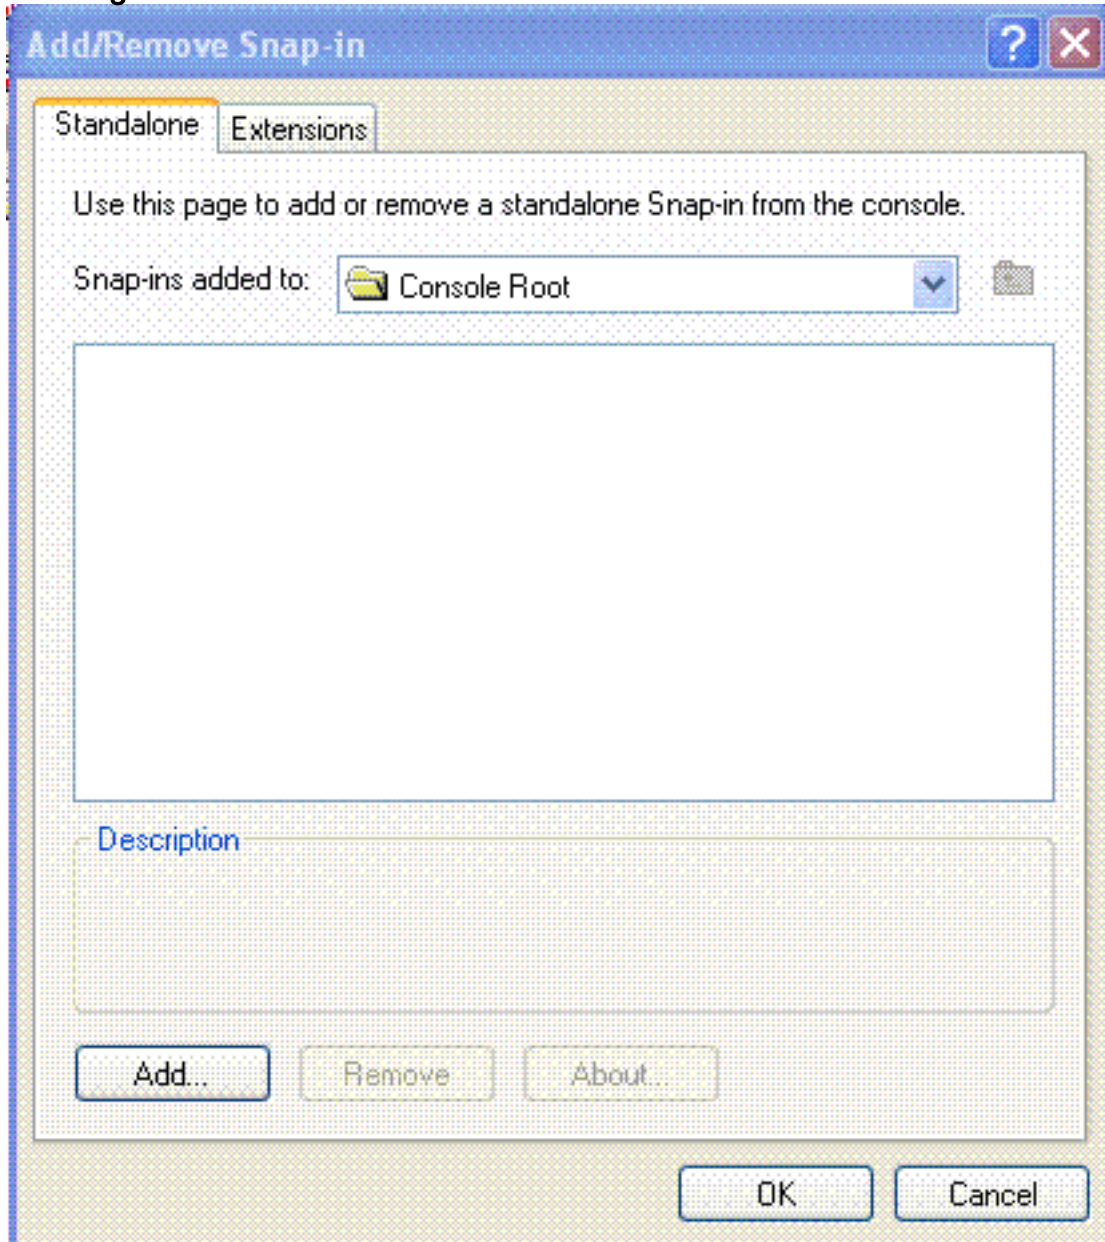 Add/Remove Snap-in
Standalone Extensions
Use this page to add or remove a standalone Snap-in from the console.
Snap-ins added to: Console Root
Description
Add... Remove About...
OK Cancel